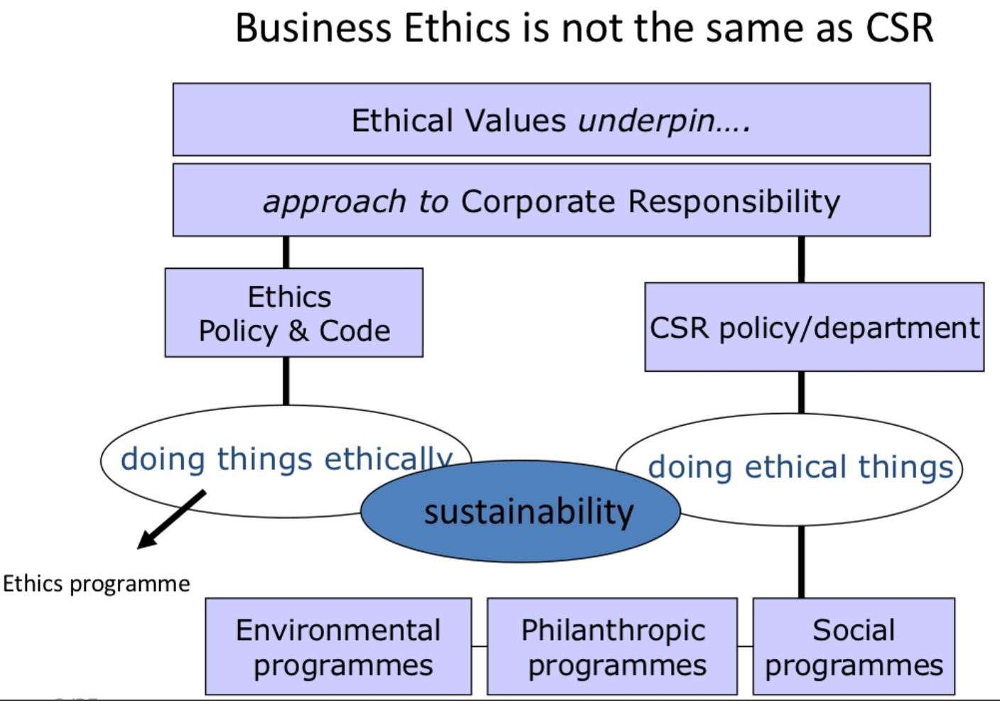 Business Ethics is not the same as CSR
Ethical Values underpin....
approach to Corporate Responsibility
Ethics
Policy & Code
CSR policy/department
doing things ethically
doing ethical things
sustainability
Ethics programme
Environmental
programmes
Philanthropic
programmes
Social
programmes